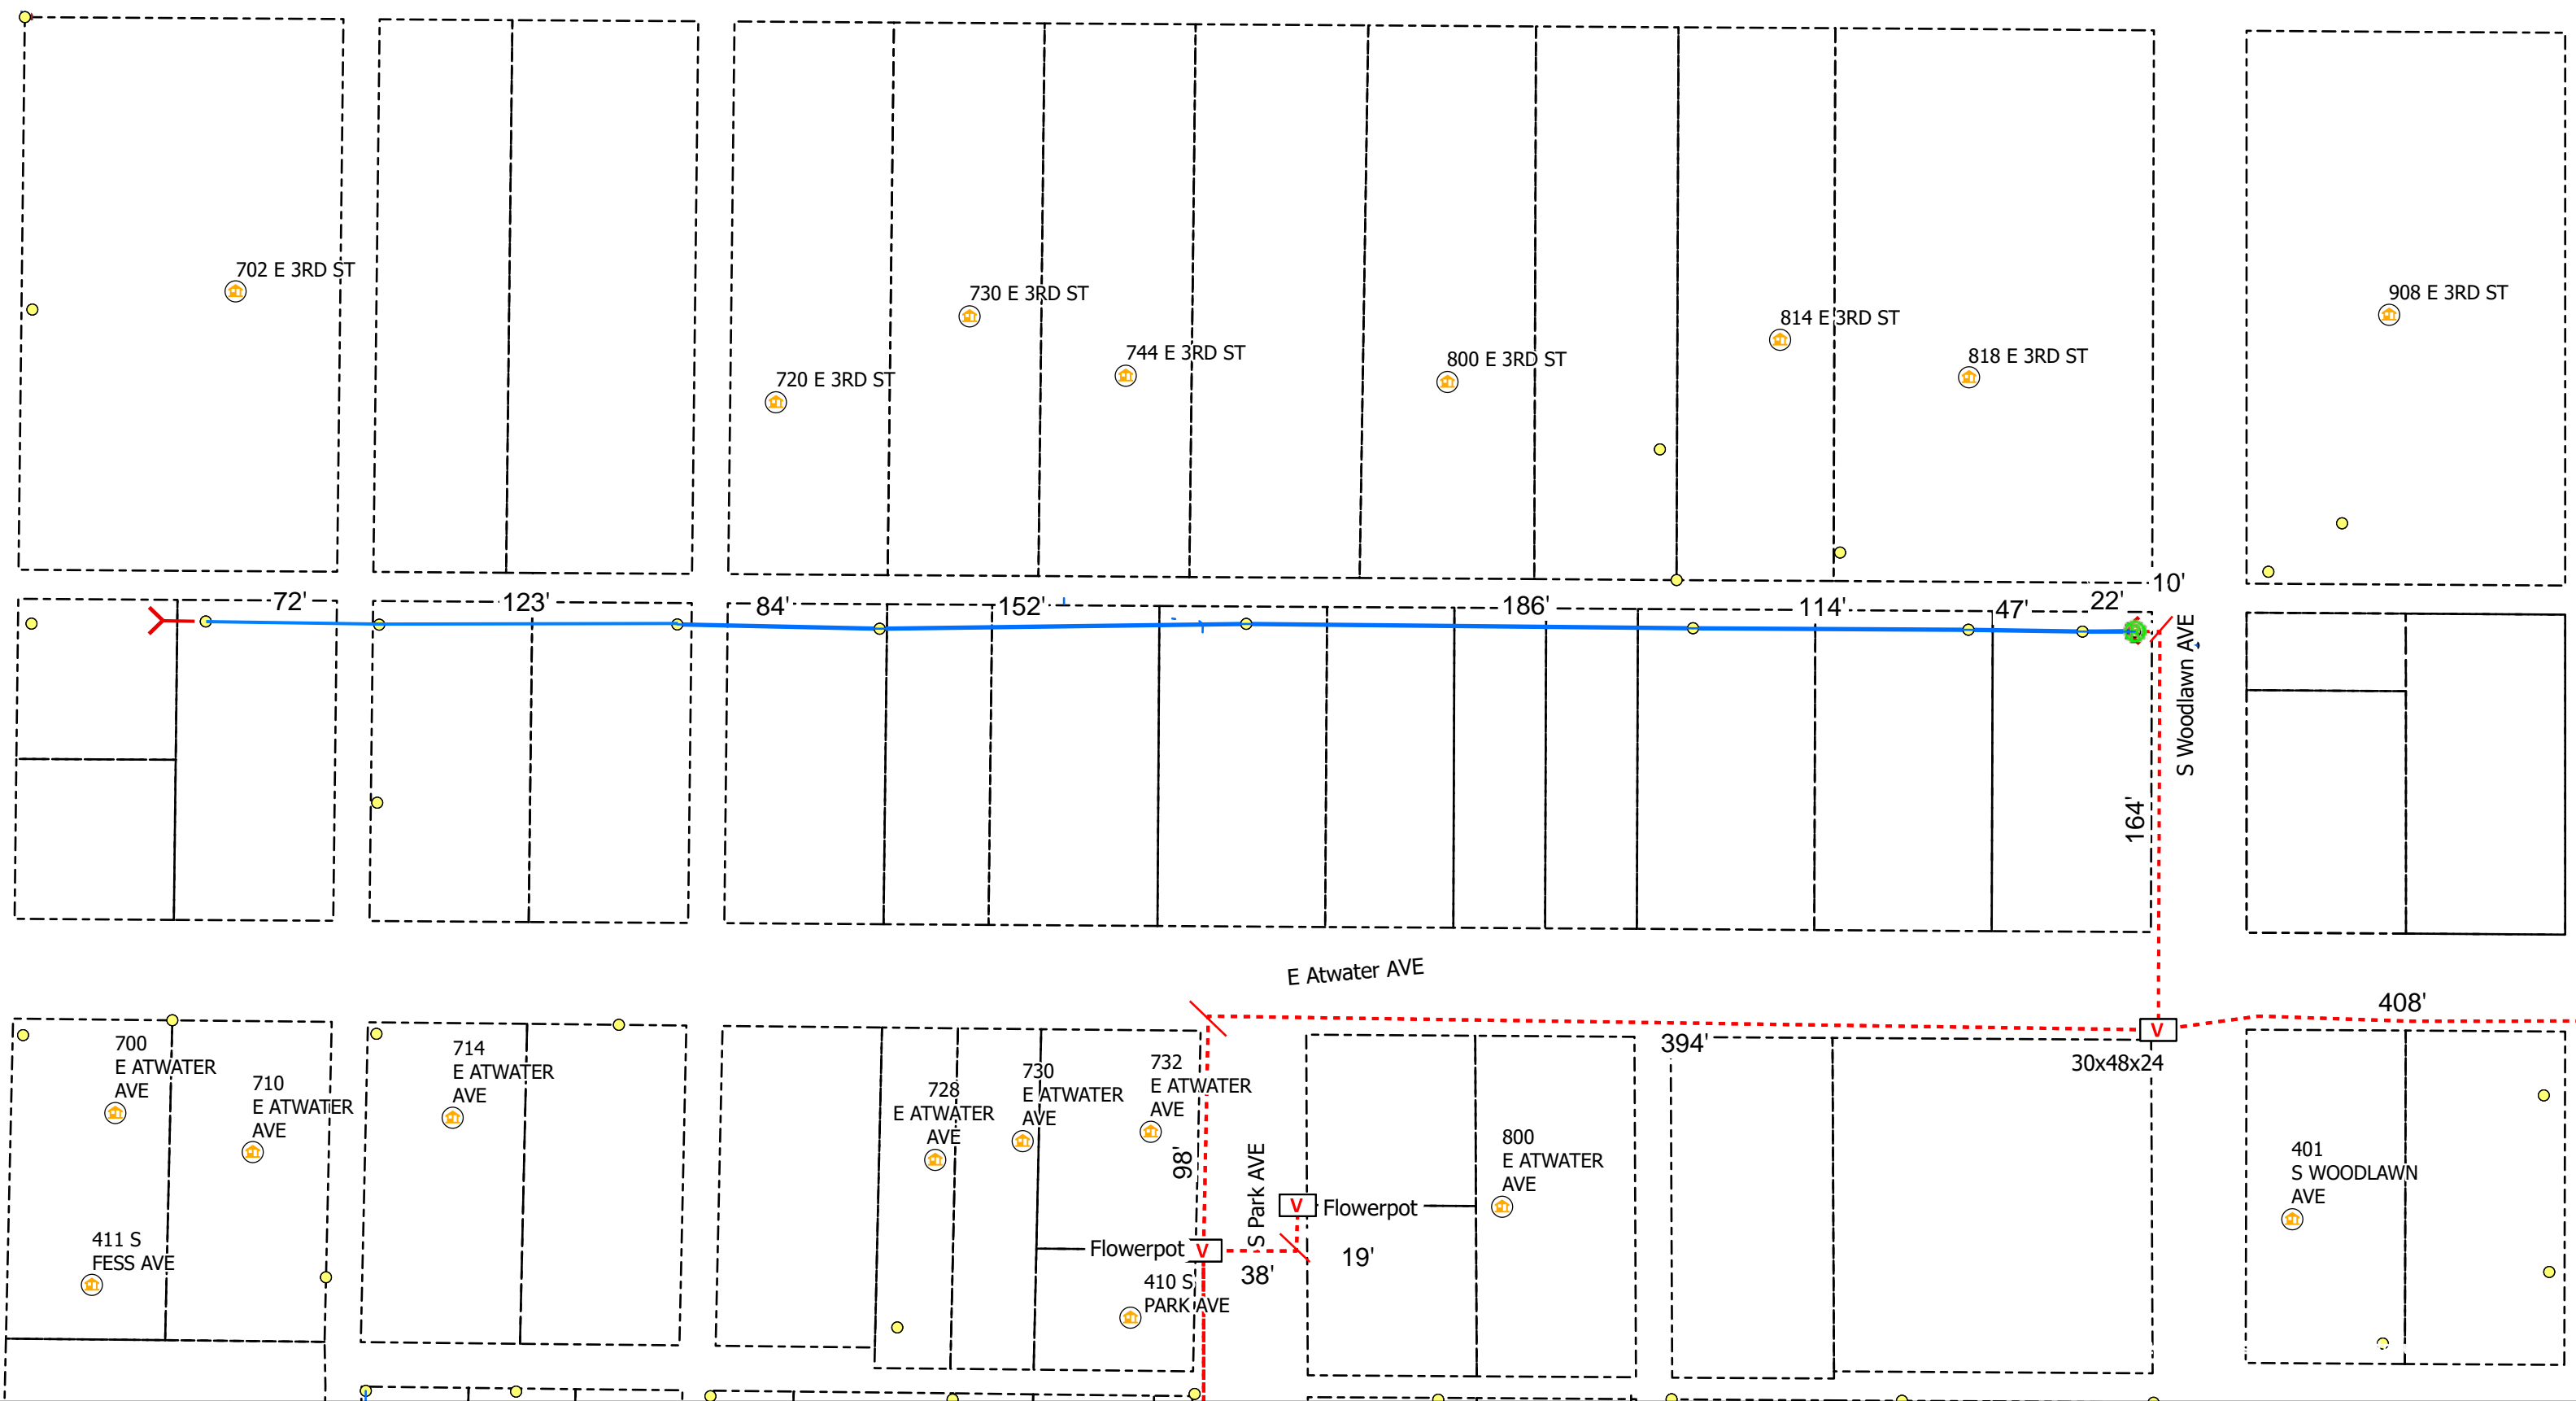 702 E 3RD ST
730 E 3RD ST
908 E 3RD ST
814 E 3RD ST
744 E 3RD ST
800 E 3RD ST
818 E 3RD ST
720 E 3RD ST
10'
72'
123'
84'
152'
186'
114'
47'
22'
S Woodlawn AVE
164'
E Atwater AVE
408'
394'
30x48x24
700
E ATWATER
AVE
710
E ATWATER
AVE
714
E ATWATER
AVE
728
E ATWATER
AVE
730
E ATWATER
AVE
732
E ATWATER
AVE
98'
S Park AVE
800
E ATWATER
AVE
401
S WOODLAWN
AVE
V
V
Flowerpot
Flowerpot
V
19'
38'
411 S
FESS AVE
410 S
PARK AVE